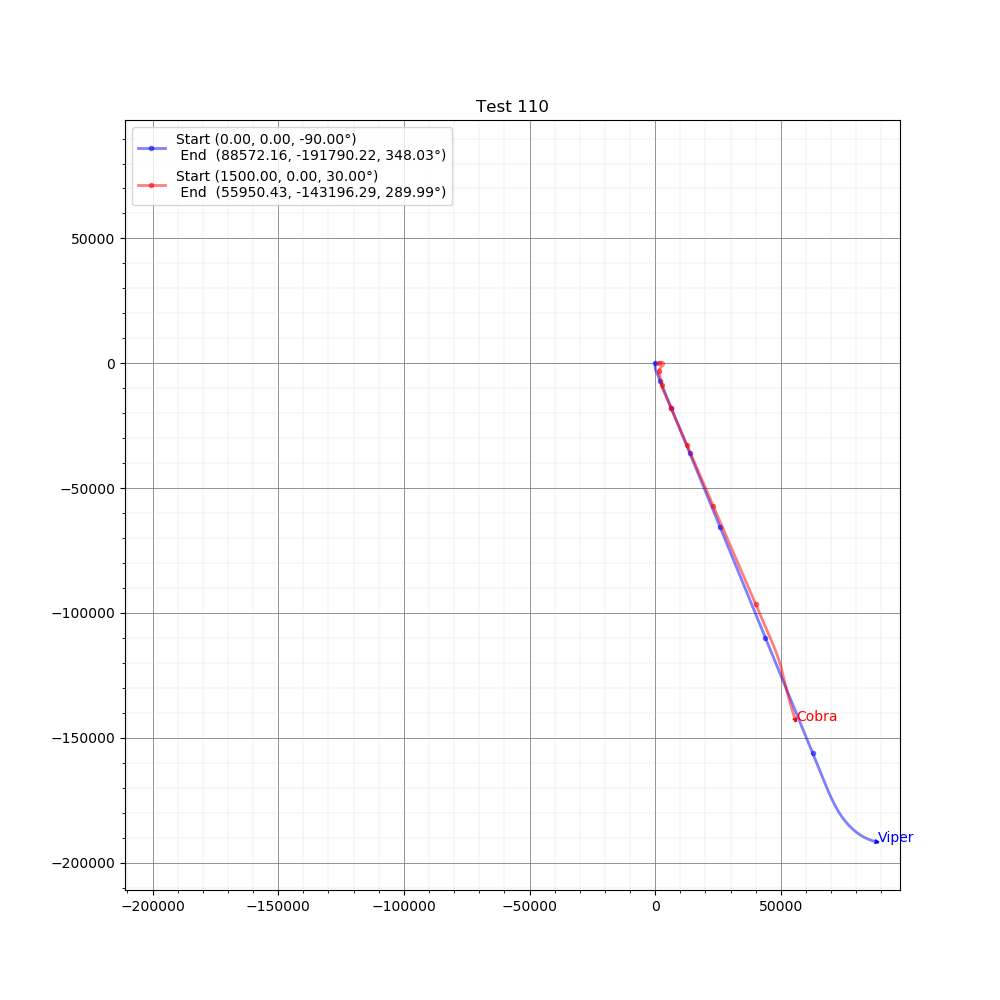 Test 110
Start (0.00, 0.00, -90.00°)
End  (88572.16, -191790.22, 348.03°)
Start (1500.00, 0.00, 30.00°)
End  (55950.43, -143196.29, 289.99°)
50000
0
−50000
−100000
−150000
−200000
Cobra
Viper
−200000 −150000 −100000 −50000 0 50000